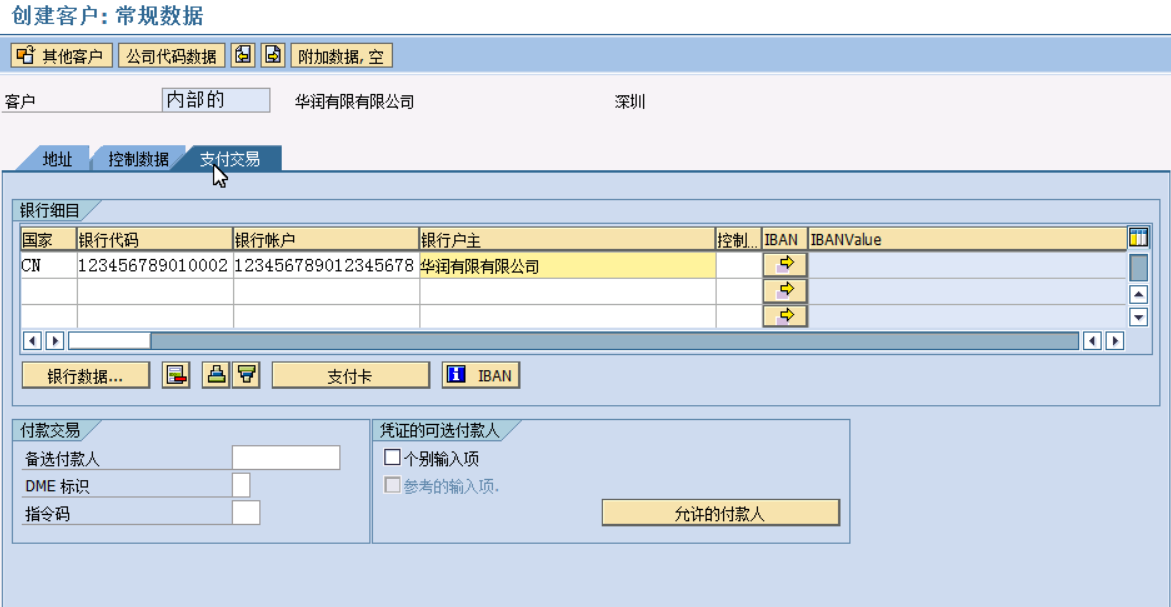 创建客户: 常规数据
其他客户 公司代码数据 附加数据, 空
客户 内部的 华润有限有限公司 深圳
地址 控制数据 支付交易
银行细目
国家 银行代码 银行帐户 银行户主 控制... IBAN IBANValue
CN 123456789010002 123456789012345678 华润有限有限公司
银行数据... 支付卡 IBAN
付款交易 凭证的可选付款人
备选付款人 个别输入项
DME 标识 参考的输入项.
指令码 允许的付款人